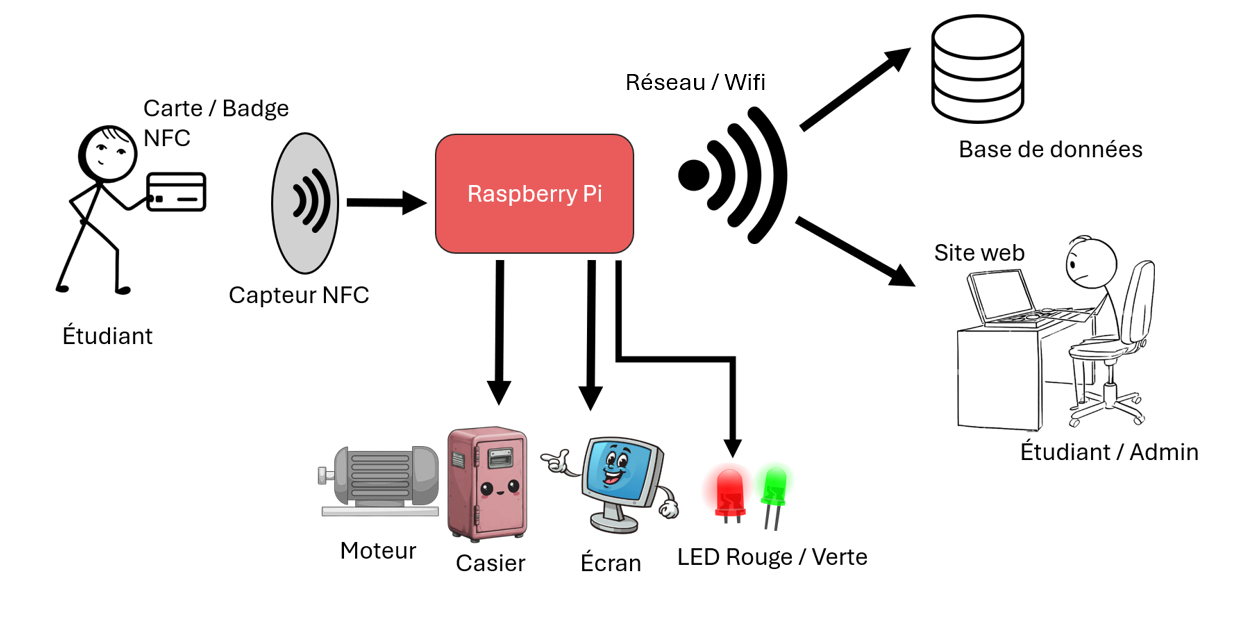 Réseau / Wifi
Carte / Badge
NFC
Base de données
Raspberry Pi
Site web
Capteur NFC
Étudiant
Étudiant / Admin
Moteur
Casier
Écran
LED Rouge / Verte